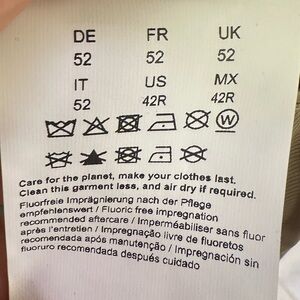 DE FR UK
52 52 52
IT US MX
52 42R 42R
W
Care for the planet, make your clothes last.
Clean this garment less, and air dry if required.
Fluorfreie Imprägnierung nach der Pflege
empfehlenswert / Fluoric free impregnation
recommended aftercare / Imperméabiliser sans fluor
après l'entretien / Impregnação livre de fluoretos
recomendada após manutenção / Impregnación sin
fluoruro recomendada después cuidado